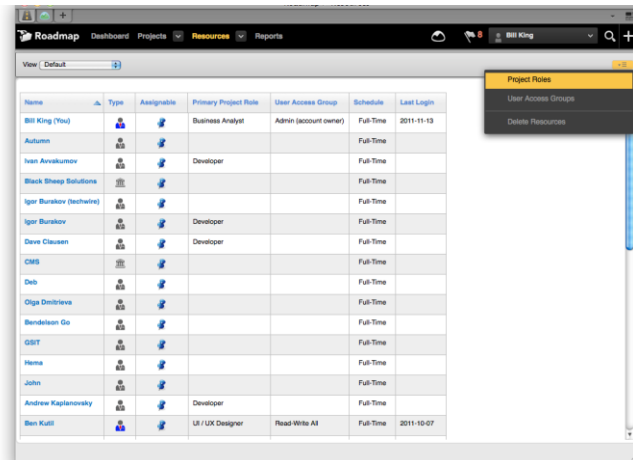 Roadmap Dashboard Projects Resources Reports 8 Bill King
View Default
Project Roles
User Access Groups
Delete Resources
Name Type Assignable Primary Project Role User Access Group Schedule Last Login
Bill King (You) Business Analyst Admin (account owner) Full-Time 2011-11-13
Autumn Full-Time
Ivan Avvakumov Developer Full-Time
Black Sheep Solutions Full-Time
Igor Burakov (techwire) Full-Time
Igor Burakov Developer Full-Time
Dave Clausen Developer Full-Time
CMS Full-Time
Deb Full-Time
Olga Dmitrieva Full-Time
Bendelson Go Full-Time
GSIT Full-Time
Hema Full-Time
John Full-Time
Andrew Kaplanovsky Developer Full-Time
Ben Kutil UI / UX Designer Read-Write All Full-Time 2011-10-07